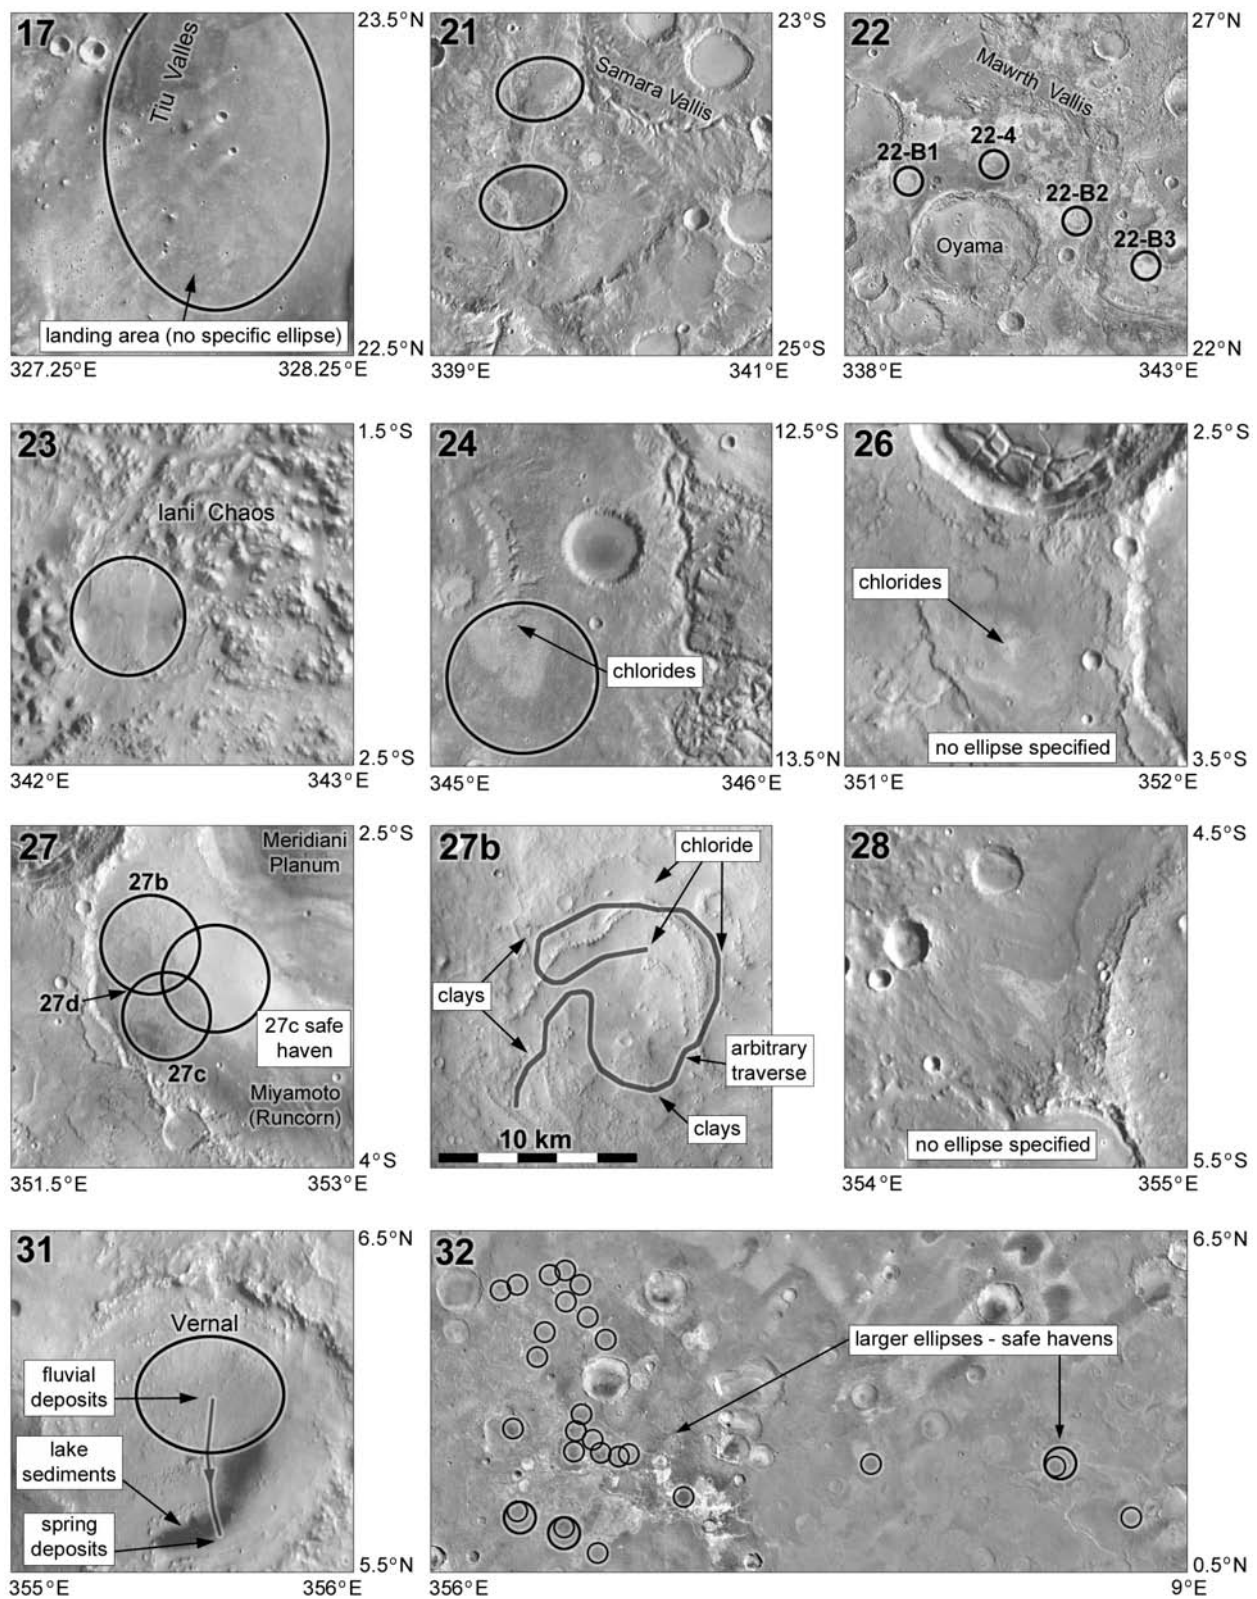 17
Tiu Valles
landing area (no specific ellipse)
23.5°N
22.5°N
327.25°E
328.25°E
21
Samara Vallis
23°S
25°S
339°E
341°E
22
Mawrth Vallis
22-B1
22-4
22-B2
22-B3
Oyama
27°N
22°N
338°E
343°E
23
Iani Chaos
1.5°S
2.5°S
342°E
343°E
24
chlorides
12.5°S
13.5°N
345°E
346°E
26
chlorides
no ellipse specified
2.5°S
3.5°S
351°E
352°E
27
Meridiani
Planum
27b
27d
27c safe
haven
27c
Miyamoto
(Runcorn)
2.5°S
4°S
351.5°E
353°E
27b
chloride
clays
arbitrary
traverse
clays
10 km
28
no ellipse specified
4.5°S
5.5°S
354°E
355°E
31
Vernal
fluvial
deposits
lake
sediments
spring
deposits
6.5°N
5.5°N
355°E
356°E
32
larger ellipses - safe havens
6.5°N
0.5°N
356°E
9°E